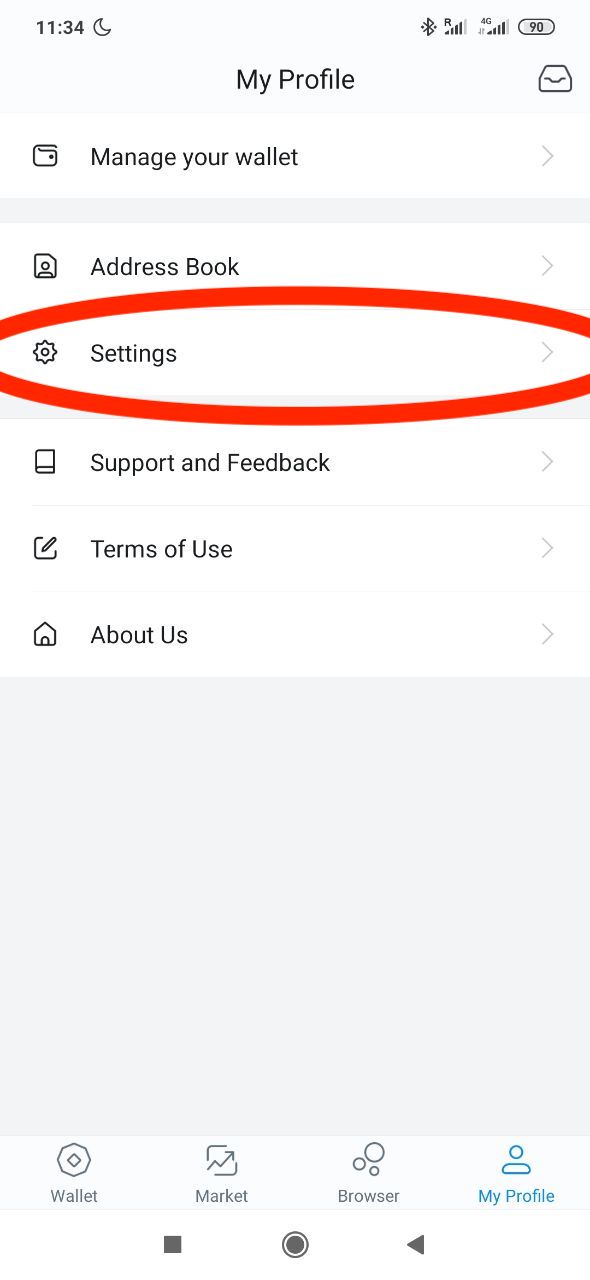 11:34 R 4G 90
My Profile
Manage your wallet
Address Book
Settings
Support and Feedback
Terms of Use
About Us
Wallet Market Browser My Profile